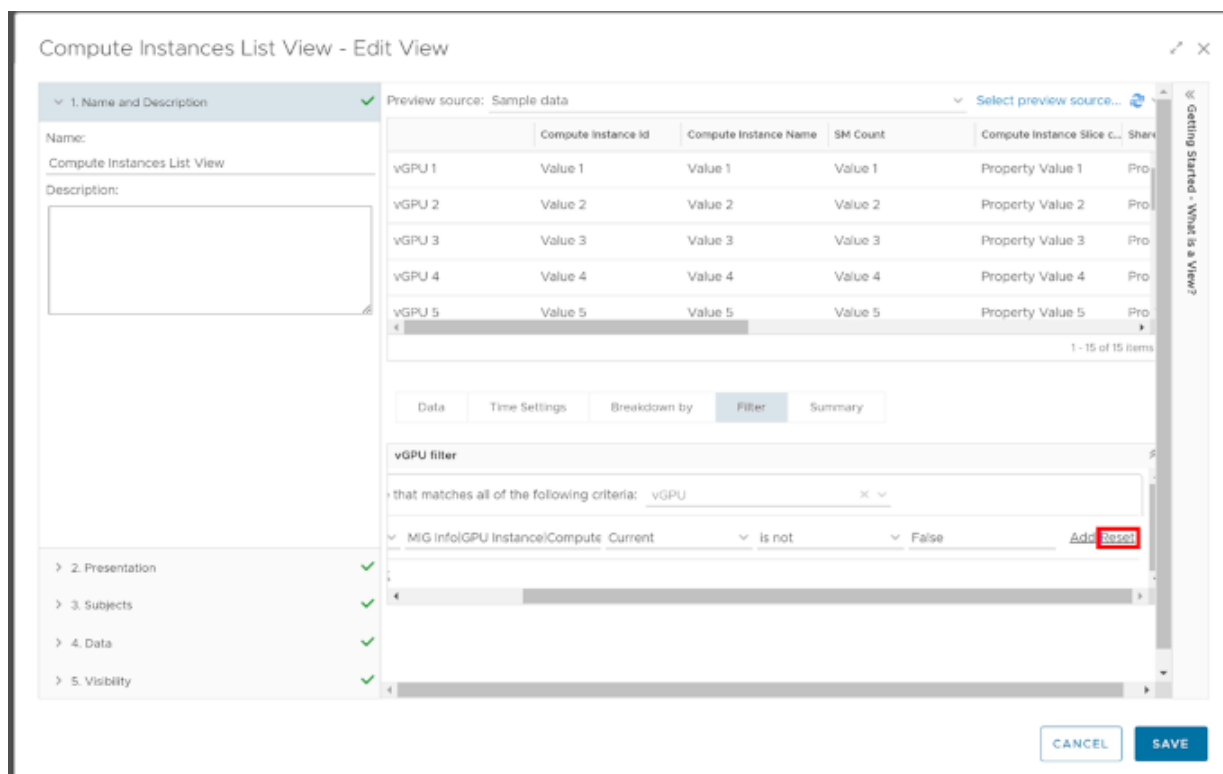 Compute Instances List View - Edit View
1. Name and Description
Name:
Compute Instances List View
Description:
2. Presentation
3. Subjects
4. Data
5. Visibility
Preview source: Sample data Select preview source...
Compute Instance Id Compute Instance Name SM Count Compute Instance Slice c... Share
vGPU 1 Value 1 Value 1 Value 1 Property Value 1 Pro
vGPU 2 Value 2 Value 2 Value 2 Property Value 2 Pro
vGPU 3 Value 3 Value 3 Value 3 Property Value 3 Pro
vGPU 4 Value 4 Value 4 Value 4 Property Value 4 Pro
vGPU 5 Value 5 Value 5 Value 5 Property Value 5 Pro
1 - 15 of 15 items
Data Time Settings Breakdown by Filter Summary
vGPU filter
that matches all of the following criteria: vGPU
MIG Info|GPU Instance|Compute Current is not False Add Reset
Getting Started - What is a View?
CANCEL SAVE